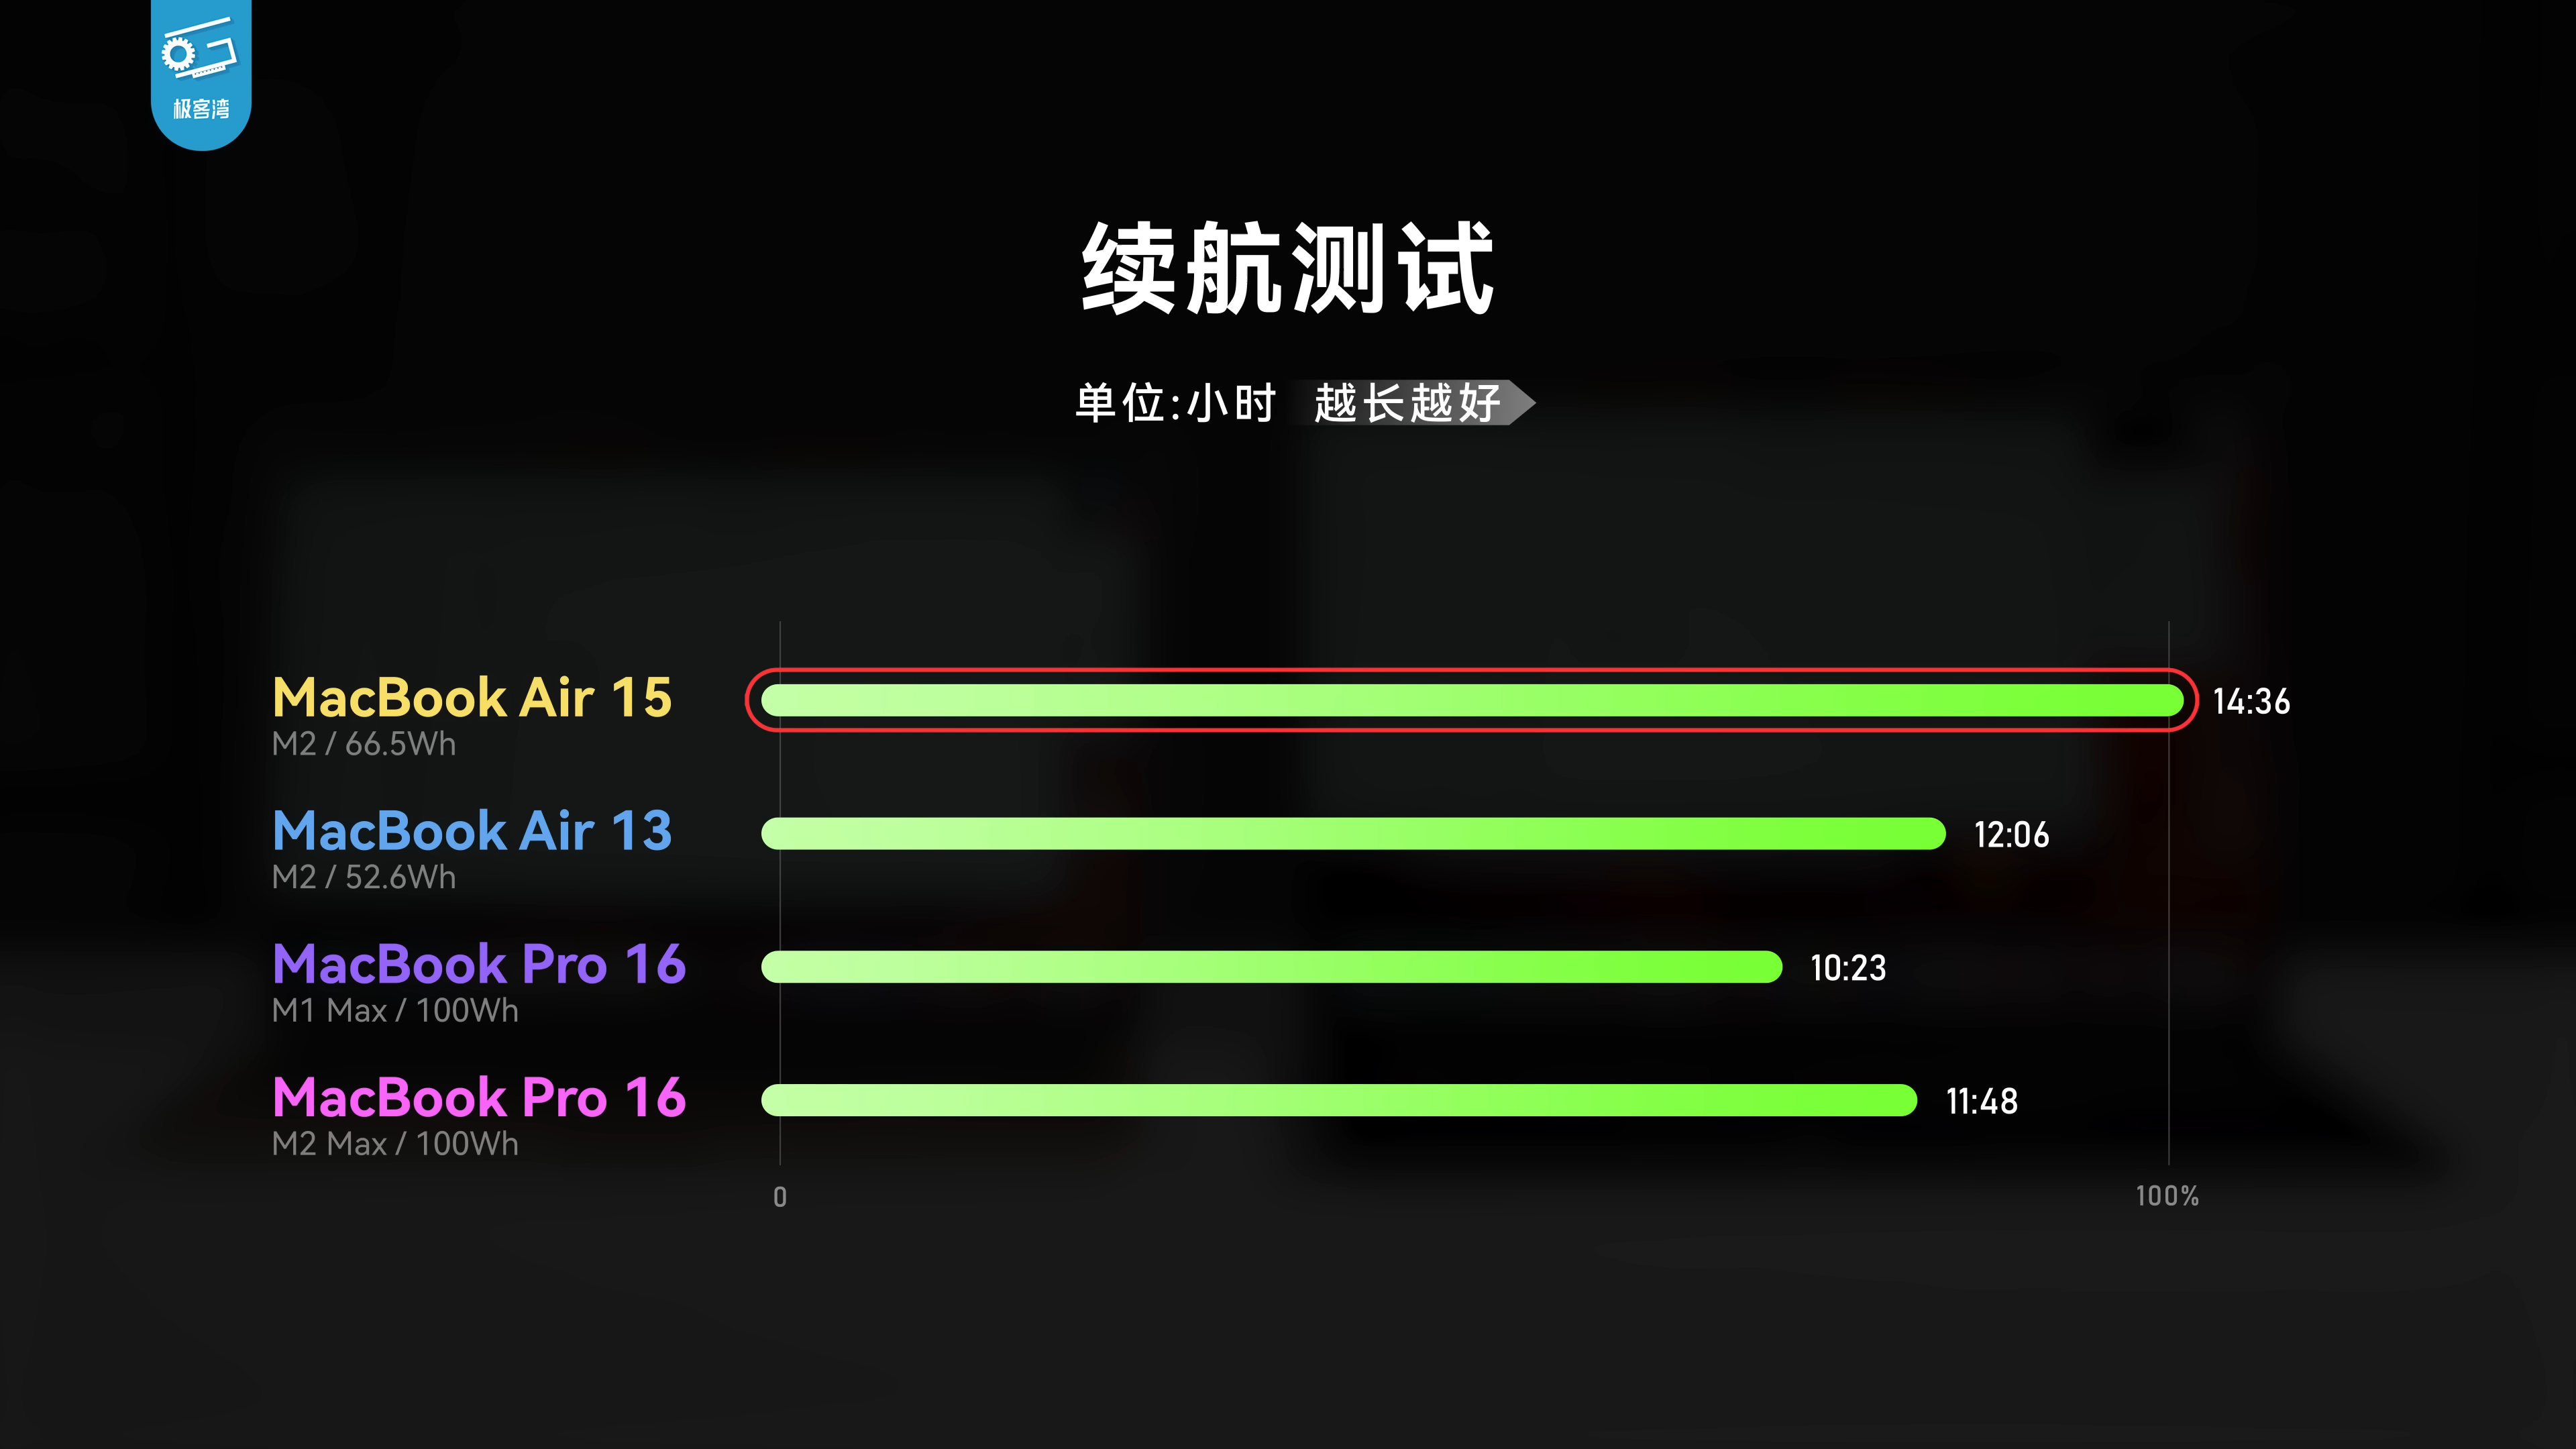 极客湾
续航测试
单位:小时 越长越好
MacBook Air 15 14:36
M2 / 66.5Wh
MacBook Air 13 12:06
M2 / 52.6Wh
MacBook Pro 16 10:23
M1 Max / 100Wh
MacBook Pro 16 11:48
M2 Max / 100Wh
0 100%